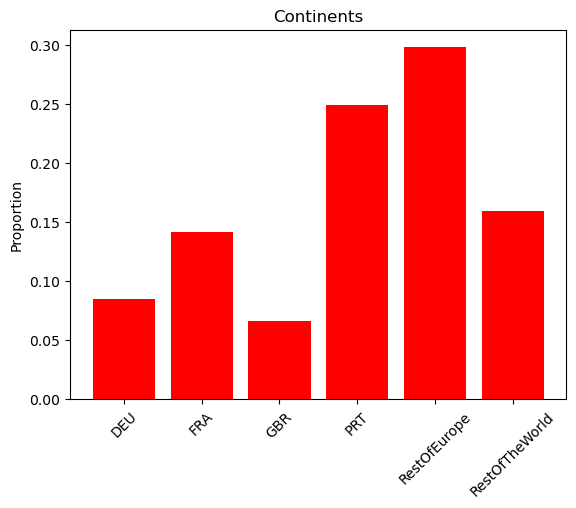 Continents
Proportion
0.30
0.25
0.20
0.15
0.10
0.05
0.00
DEU
FRA
GBR
PRT
RestOfEurope
RestOfTheWorld